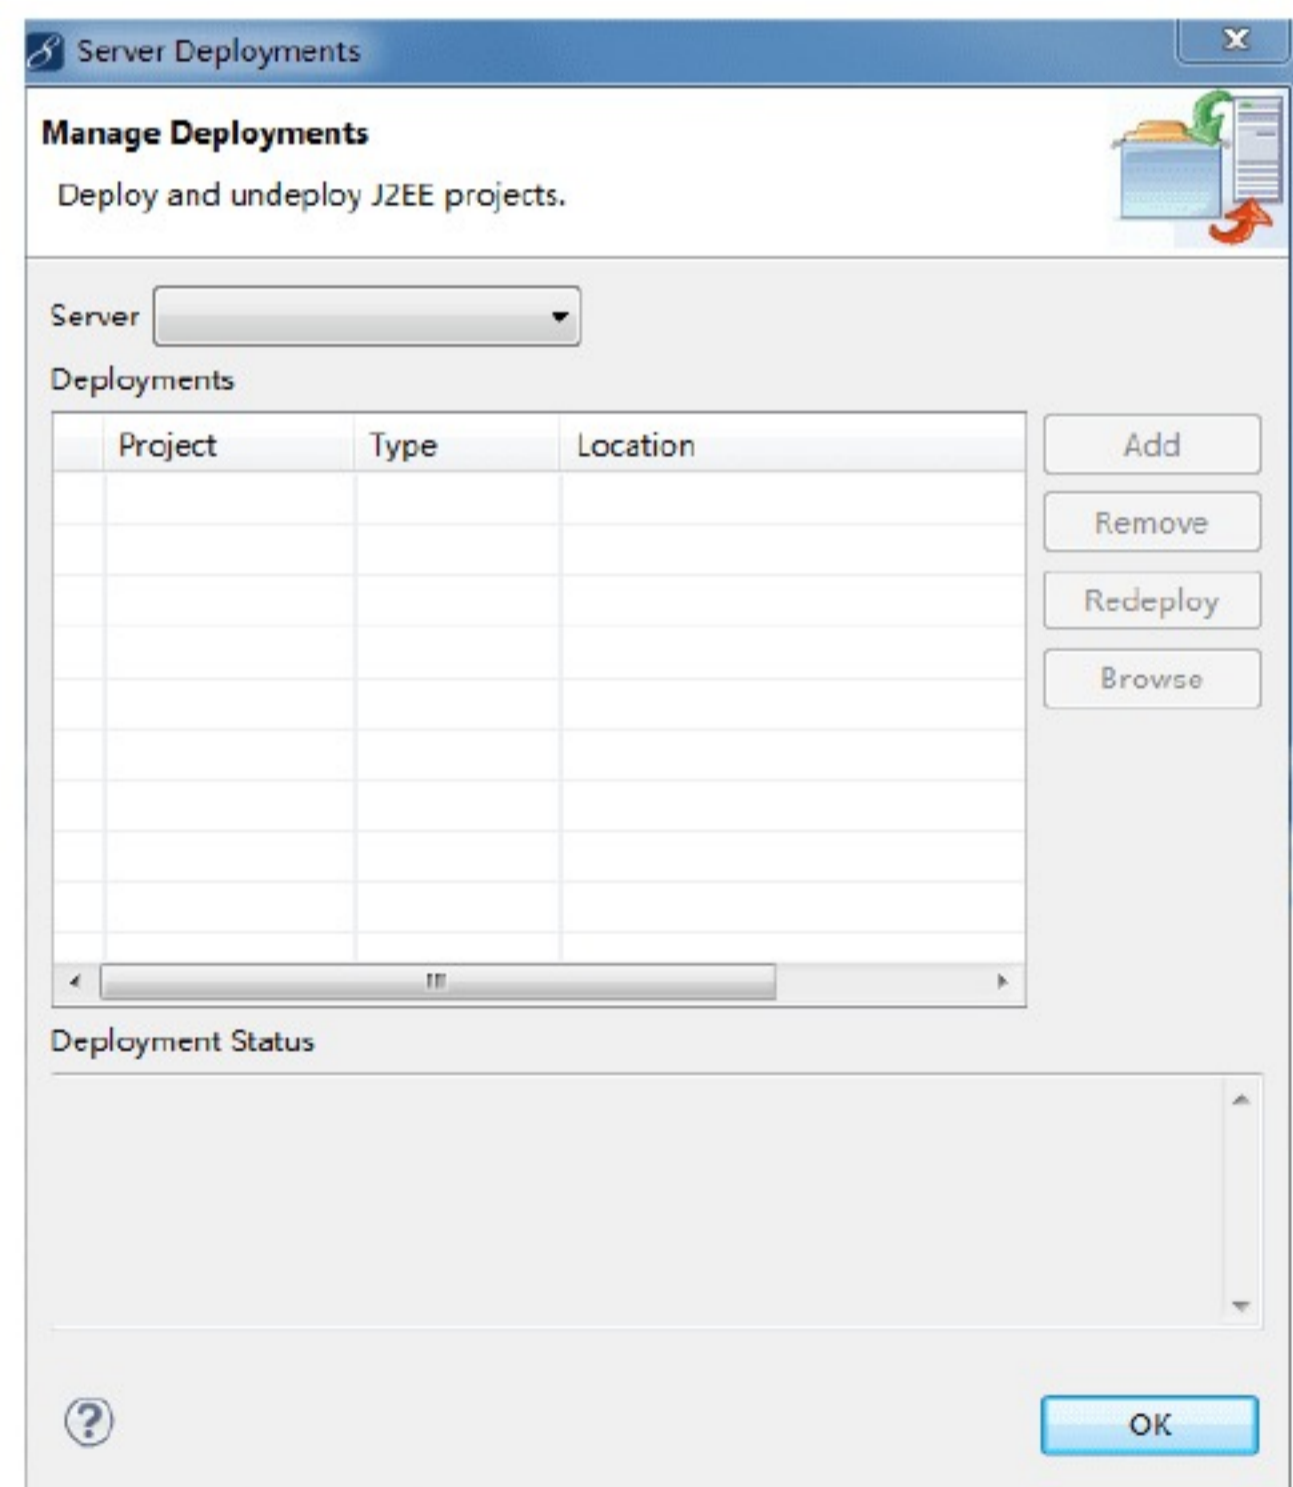 Server Deployments
Manage Deployments
Deploy and undeploy J2EE projects.
Server
Deployments
Project Type Location
Add
Remove
Redeploy
Browse
Deployment Status
OK